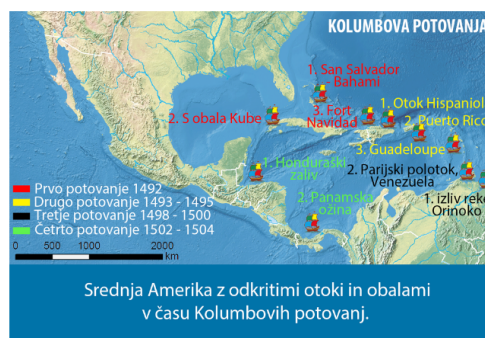 KOLUMBOVA POTOVANJA
1. San Salvador
- Bahami
2. S obala Kube
3. Fort
Navidad
1. Otok Hispaniol
2. Puerto Rico
3. Guadeloupe
1. Honduraški
zaliv
2. Parijski polotok,
Venezuela
2. Panamska
ožina
1. izliv reke
Orinoko
Prvo potovanje 1492
Drugo potovanje 1493 - 1495
Tretje potovanje 1498 - 1500
Četrto potovanje 1502 - 1504
0 500 1000 2000
km
Srednja Amerika z odkritimi otoki in obalami
v času Kolumbovih potovanj.